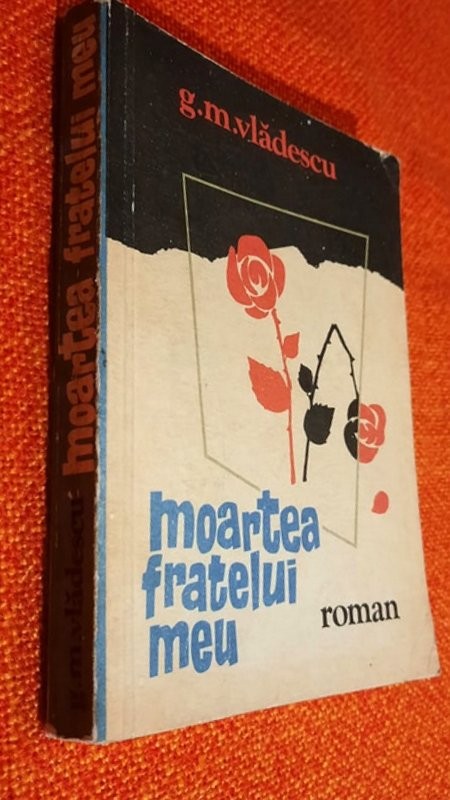 g.m.vlădescu
moartea
fratelui
meu
roman
g.m.vlădescu: moartea fratelui meu